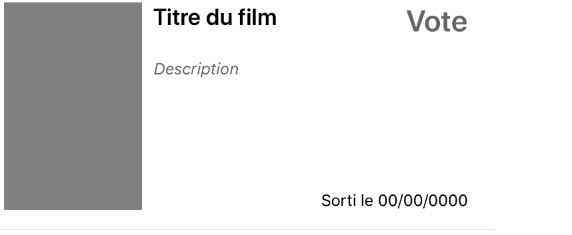 Titre du film
Vote
Description
Sorti le 00/00/0000